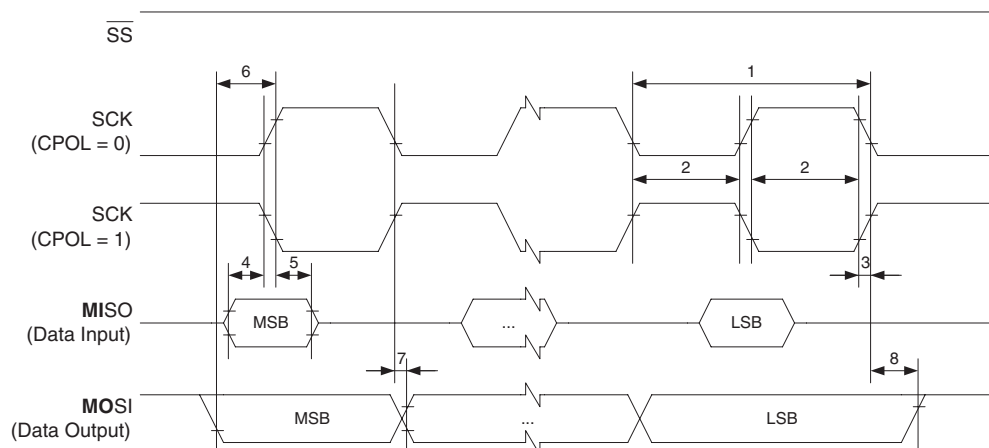 SS
6
1
SCK
(CPOL = 0)
2
2
SCK
(CPOL = 1)
4
5
3
MISO
(Data Input)
MSB
...
LSB
7
8
MOSI
(Data Output)
MSB
...
LSB